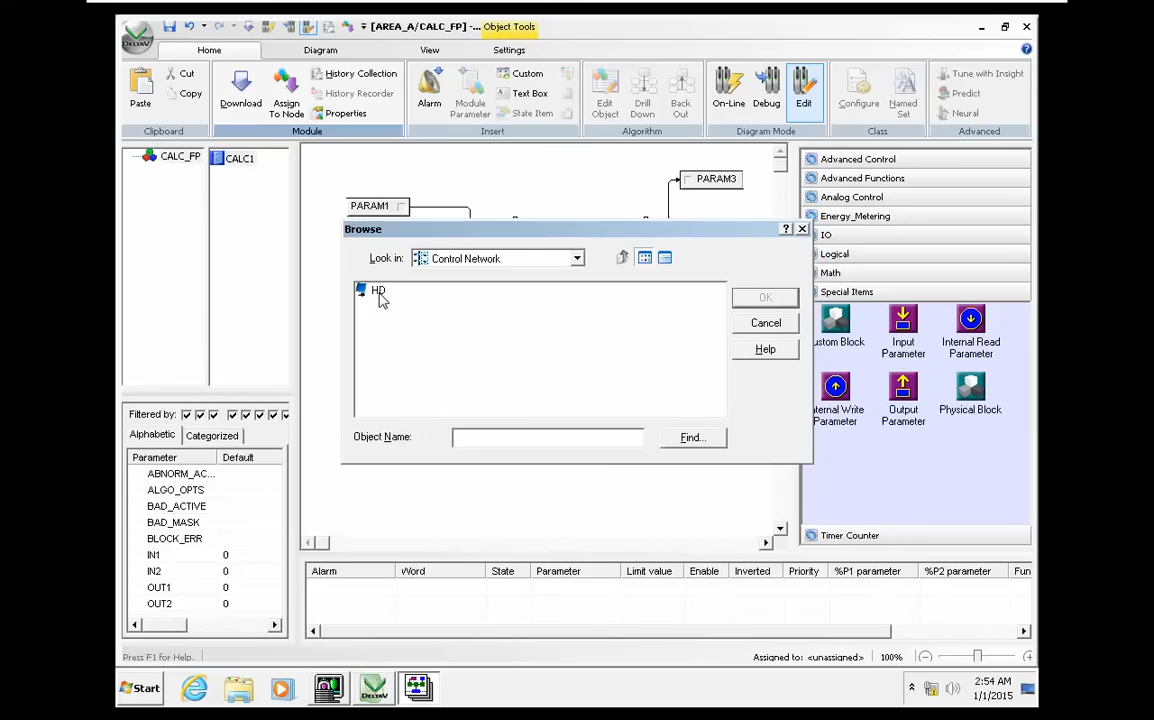 [AREA_A/CALC_FP] -...
Object Tools
DELTAV
Home
Diagram
View
Settings
Paste
Cut
Copy
Clipboard
Download
Assign To Node
History Collection
History Recorder
Properties
Module
Alarm
Module Parameter
Custom
Text Box
State Item
Insert
Edit Object
Drill Down
Back Out
Algorithm
On-Line
Debug
Edit
Diagram Mode
Configure
Named Set
Class
Tune with Insight
Predict
Neural
Advanced
CALC_FP
CALC1
PARAM1
PARAM3
Browse
Look in:
Control Network
HD
OK
Cancel
Help
Object Name:
Find...
Advanced Control
Advanced Functions
Analog Control
Energy_Metering
IO
Logical
Math
Special Items
ustom Block
Input Parameter
Internal Read Parameter
nternal Write Parameter
Output Parameter
Physical Block
Timer Counter
Filtered by:
Alphabetic
Categorized
Parameter Default
ABNORM_AC...
ALGO_OPTS
BAD_ACTIVE
BAD_MASK
BLOCK_ERR
IN1 0
IN2 0
OUT1 0
OUT2 0
Alarm Word State Parameter Limit value Enable Inverted Priority %P1 parameter %P2 parameter Fun
Press F1 for Help.
Assigned to: <unassigned>
100%
Start
DELTAV
2:54 AM
1/1/2015